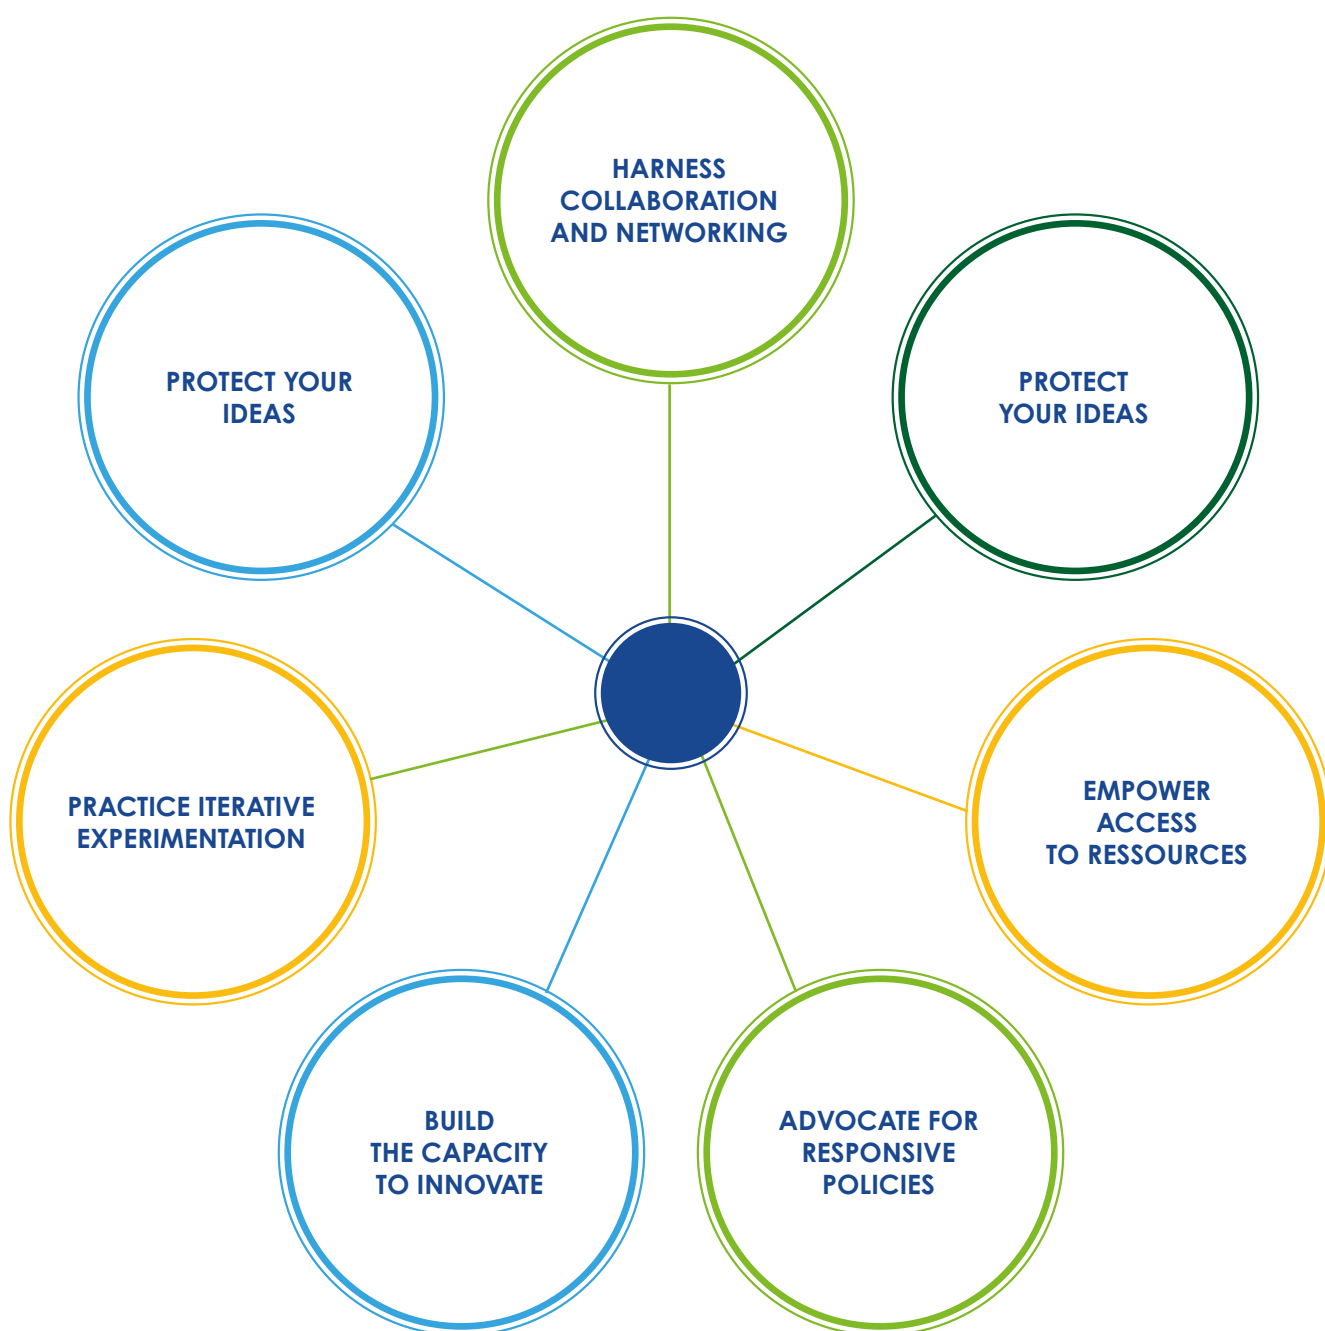 HARNESS
COLLABORATION
AND NETWORKING
PROTECT YOUR
IDEAS
PROTECT
YOUR IDEAS
PRACTICE ITERATIVE
EXPERIMENTATION
EMPOWER
ACCESS
TO RESSOURCES
BUILD
THE CAPACITY
TO INNOVATE
ADVOCATE FOR
RESPONSIVE
POLICIES